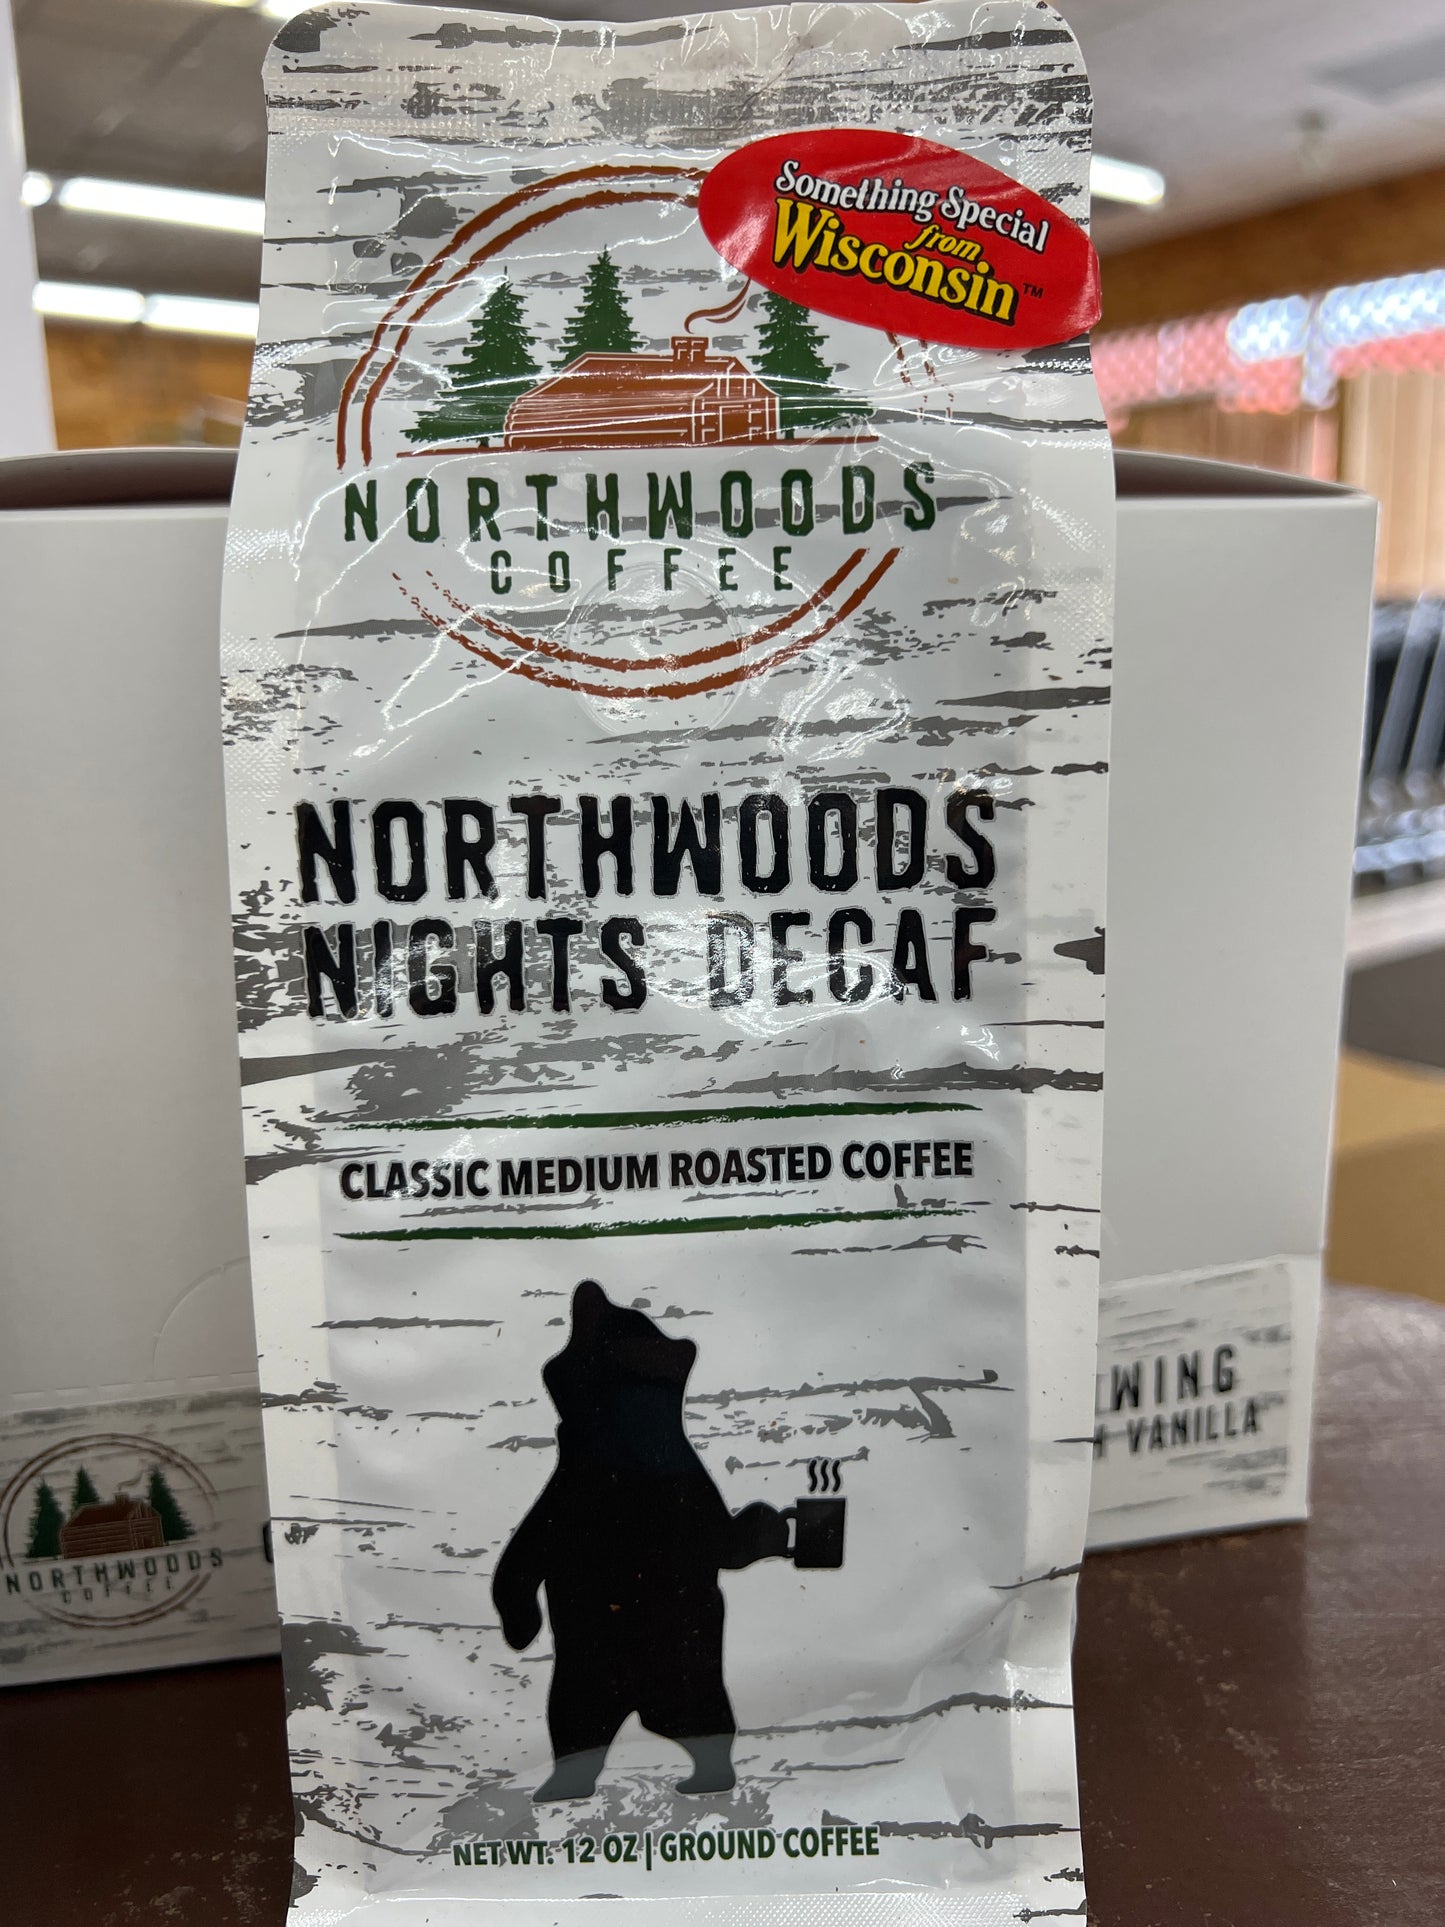 Something Special
from
Wisconsin™
NORTHWOODS
COFFEE
NORTHWOODS
NIGHTS DECAF
CLASSIC MEDIUM ROASTED COFFEE
NET WT. 12 OZ | GROUND COFFEE
WING
VANILLA
NORTHWOODS
COFFEE